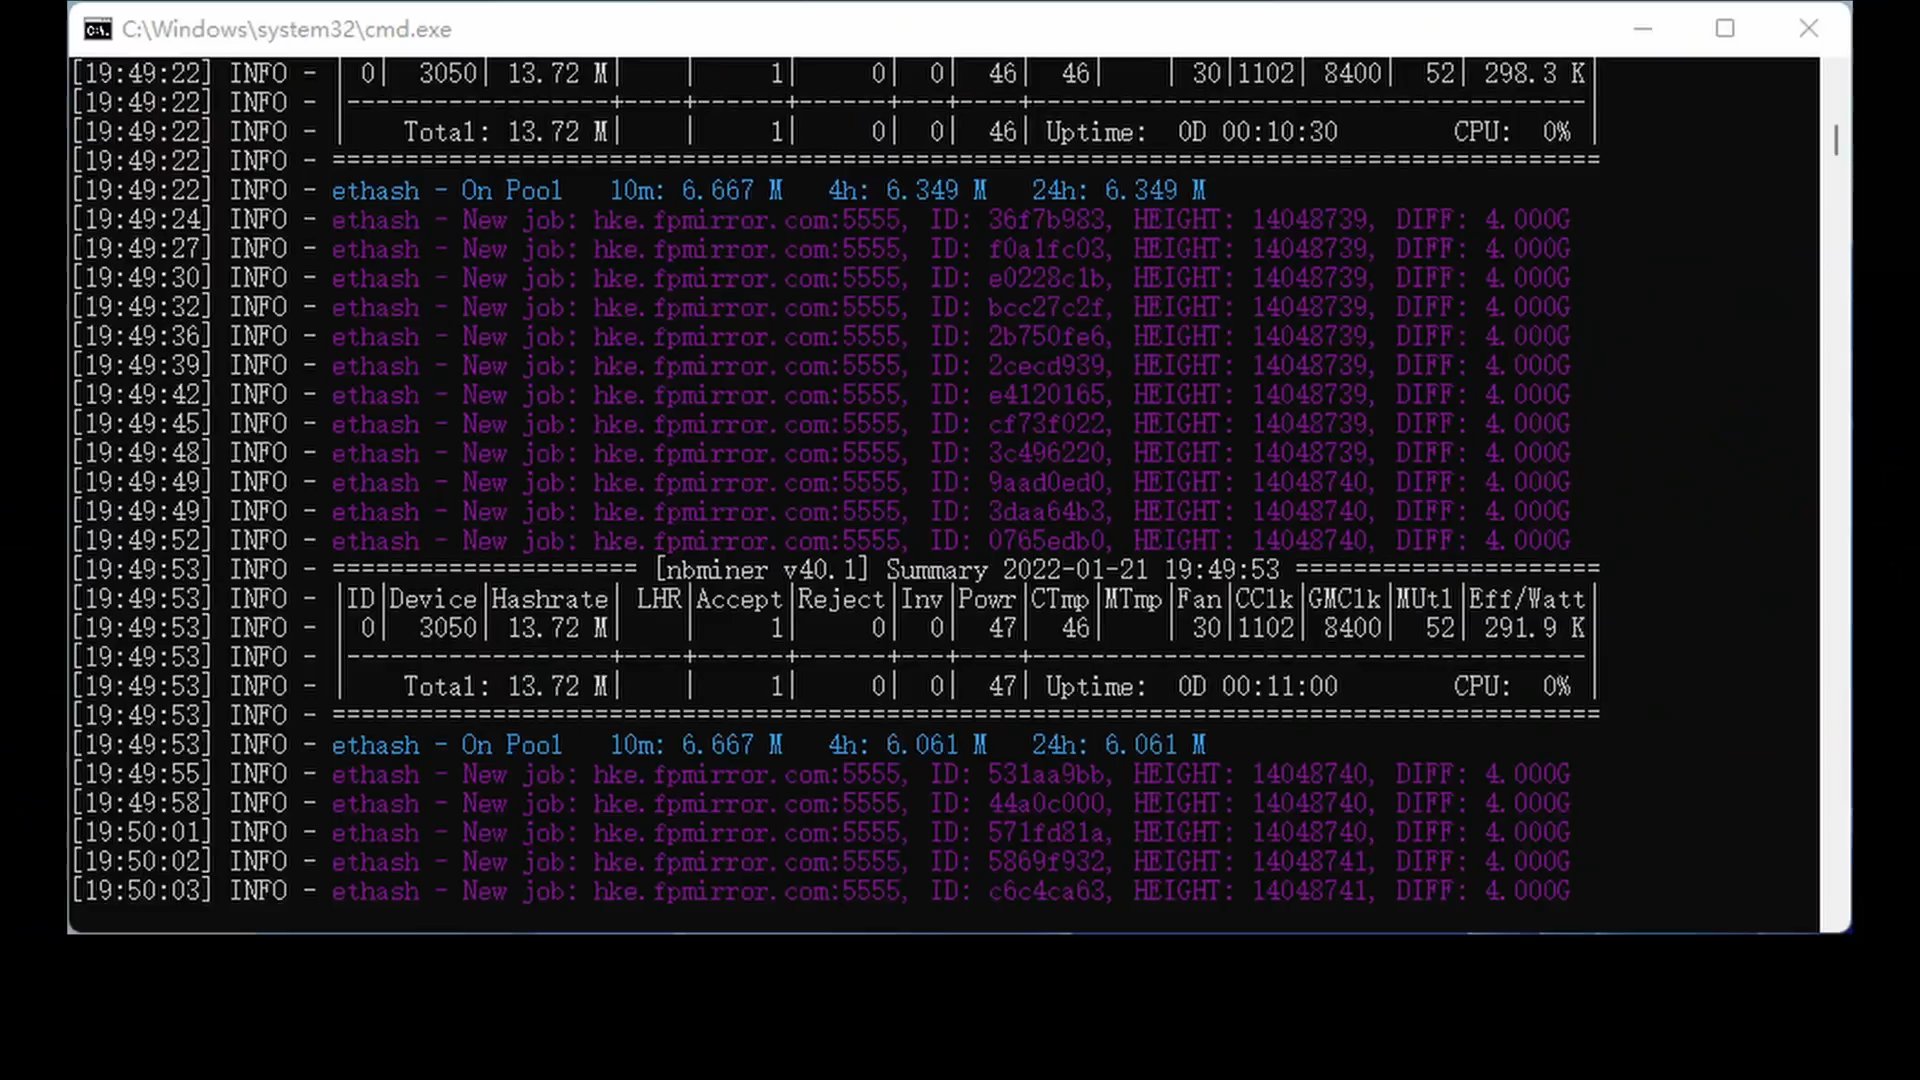 C:\Windows\system32\cmd.exe
[19:49:22] INFO - | 0| 3050| 13.72 M| | 1| 0| 0| 46| 46| | 30|1102| 8400| 52| 298.3 K|
[19:49:22] INFO - |------------------+----+------+------+---+----+--------------------------------------|
[19:49:22] INFO - | Total: 13.72 M| | 1| 0| 0| 46| Uptime: 0D 00:10:30 CPU: 0% |
[19:49:22] INFO - =======================================================================================
[19:49:22] INFO - ethash - On Pool 10m: 6.667 M 4h: 6.349 M 24h: 6.349 M
[19:49:24] INFO - ethash - New job: hke.fpmirror.com:5555, ID: 36f7b983, HEIGHT: 14048739, DIFF: 4.000G
[19:49:27] INFO - ethash - New job: hke.fpmirror.com:5555, ID: f0a1fc03, HEIGHT: 14048739, DIFF: 4.000G
[19:49:30] INFO - ethash - New job: hke.fpmirror.com:5555, ID: e0228c1b, HEIGHT: 14048739, DIFF: 4.000G
[19:49:32] INFO - ethash - New job: hke.fpmirror.com:5555, ID: bcc27c2f, HEIGHT: 14048739, DIFF: 4.000G
[19:49:36] INFO - ethash - New job: hke.fpmirror.com:5555, ID: 2b750fe6, HEIGHT: 14048739, DIFF: 4.000G
[19:49:39] INFO - ethash - New job: hke.fpmirror.com:5555, ID: 2cecd939, HEIGHT: 14048739, DIFF: 4.000G
[19:49:42] INFO - ethash - New job: hke.fpmirror.com:5555, ID: e4120165, HEIGHT: 14048739, DIFF: 4.000G
[19:49:45] INFO - ethash - New job: hke.fpmirror.com:5555, ID: cf73f022, HEIGHT: 14048739, DIFF: 4.000G
[19:49:48] INFO - ethash - New job: hke.fpmirror.com:5555, ID: 3c496220, HEIGHT: 14048739, DIFF: 4.000G
[19:49:49] INFO - ethash - New job: hke.fpmirror.com:5555, ID: 9aad0ed0, HEIGHT: 14048740, DIFF: 4.000G
[19:49:49] INFO - ethash - New job: hke.fpmirror.com:5555, ID: 3daa64b3, HEIGHT: 14048740, DIFF: 4.000G
[19:49:52] INFO - ethash - New job: hke.fpmirror.com:5555, ID: 0765edb0, HEIGHT: 14048740, DIFF: 4.000G
[19:49:53] INFO - ===================== [nbminer v40.1] Summary 2022-01-21 19:49:53 =====================
[19:49:53] INFO - |ID|Device|Hashrate| LHR|Accept|Reject|Inv|Powr|CTmp|MTmp|Fan|CClk|GMClk|MUtl|Eff/Watt|
[19:49:53] INFO - | 0| 3050| 13.72 M| | 1| 0| 0| 47| 46| | 30|1102| 8400| 52| 291.9 K|
[19:49:53] INFO - |------------------+----+------+------+---+----+--------------------------------------|
[19:49:53] INFO - | Total: 13.72 M| | 1| 0| 0| 47| Uptime: 0D 00:11:00 CPU: 0% |
[19:49:53] INFO - =======================================================================================
[19:49:53] INFO - ethash - On Pool 10m: 6.667 M 4h: 6.061 M 24h: 6.061 M
[19:49:55] INFO - ethash - New job: hke.fpmirror.com:5555, ID: 531aa9bb, HEIGHT: 14048740, DIFF: 4.000G
[19:49:58] INFO - ethash - New job: hke.fpmirror.com:5555, ID: 44a0c000, HEIGHT: 14048740, DIFF: 4.000G
[19:50:01] INFO - ethash - New job: hke.fpmirror.com:5555, ID: 571fd81a, HEIGHT: 14048740, DIFF: 4.000G
[19:50:02] INFO - ethash - New job: hke.fpmirror.com:5555, ID: 5869f932, HEIGHT: 14048741, DIFF: 4.000G
[19:50:03] INFO - ethash - New job: hke.fpmirror.com:5555, ID: c6c4ca63, HEIGHT: 14048741, DIFF: 4.000G